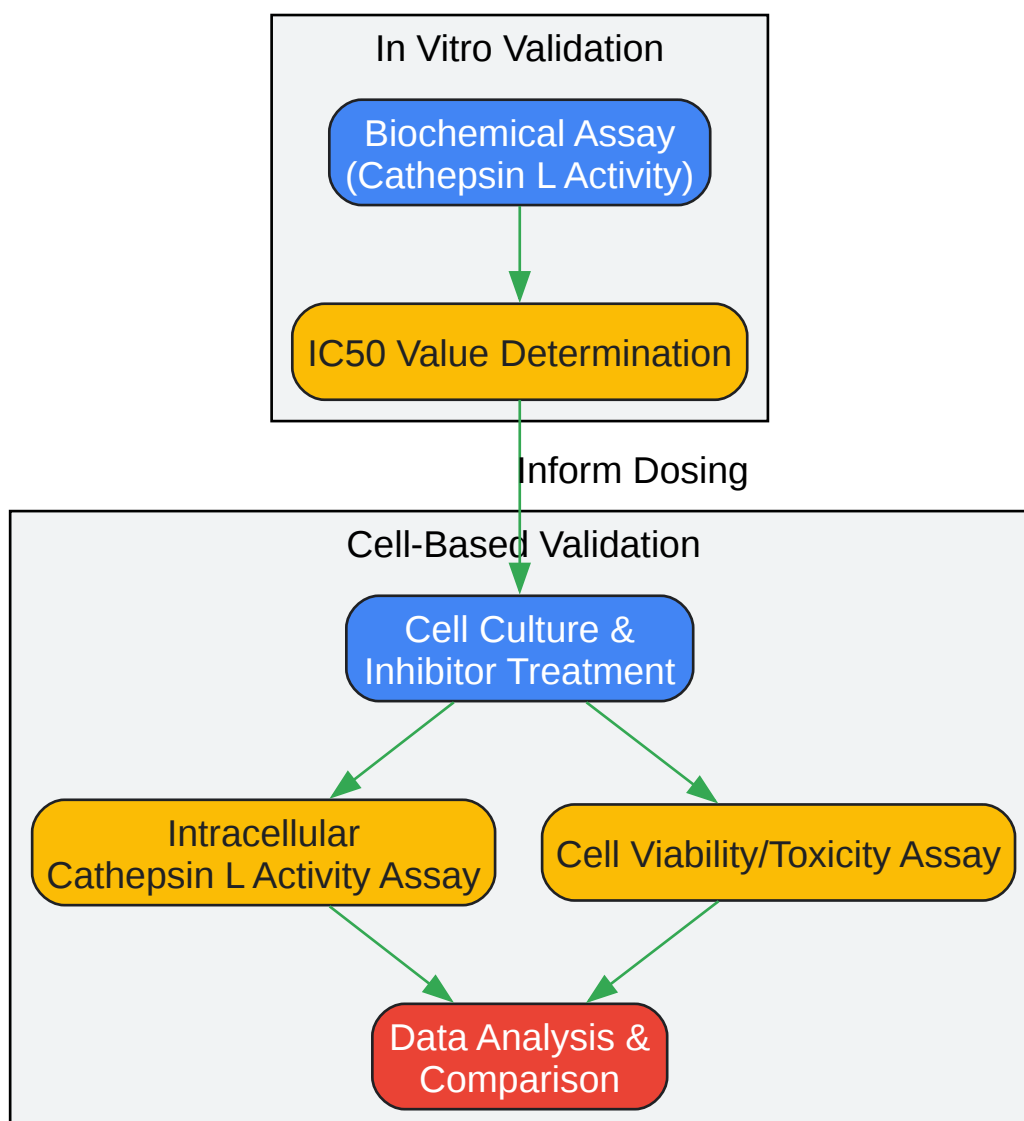 In Vitro Validation
Biochemical Assay
(Cathepsin L Activity)
IC50 Value Determination
Inform Dosing
Cell-Based Validation
Cell Culture &
Inhibitor Treatment
Intracellular
Cathepsin L Activity Assay
Cell Viability/Toxicity Assay
Data Analysis &
Comparison